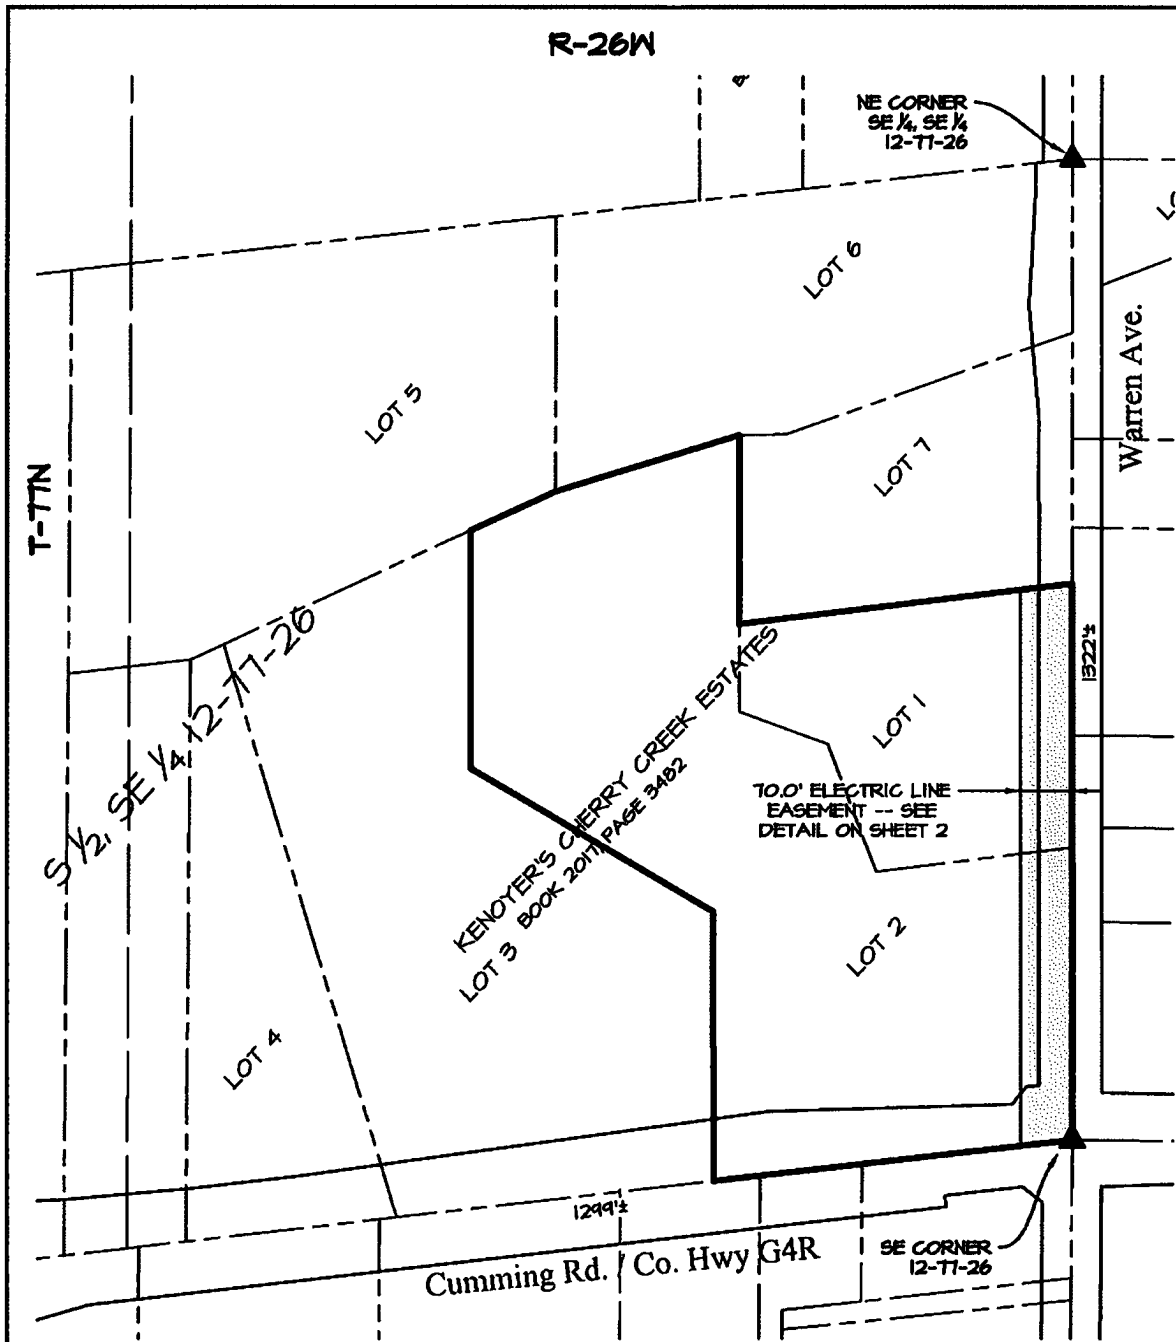 R-26W
NE CORNER
SE ¼, SE ¼
12-77-26
LOT 6
Warren Ave.
LOT 5
LOT 7
T-77N
S ½, SE ¼ 12-77-26
1322'±
LOT 1
KENOYER'S CHERRY CREEK ESTATES
LOT 3 BOOK 2017, PAGE 3482
70.0' ELECTRIC LINE
EASEMENT -- SEE
DETAIL ON SHEET 2
LOT 2
LOT 4
1299'±
Cumming Rd. / Co. Hwy G4R
SE CORNER
12-77-26